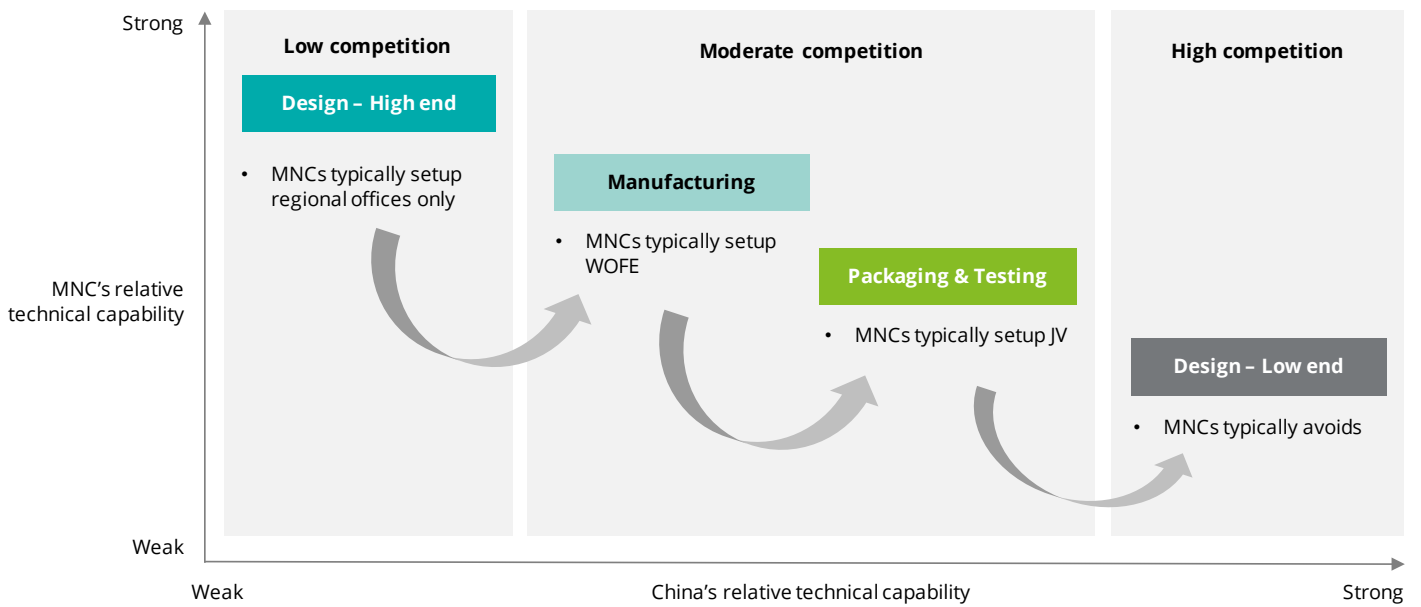 Strong
Low competition
Moderate competition
High competition
Design – High end
• MNCs typically setup
regional offices only
Manufacturing
• MNCs typically setup
WOFE
Packaging & Testing
• MNCs typically setup JV
Design – Low end
• MNCs typically avoids
MNC's relative
technical capability
Weak
Weak
China's relative technical capability
Strong